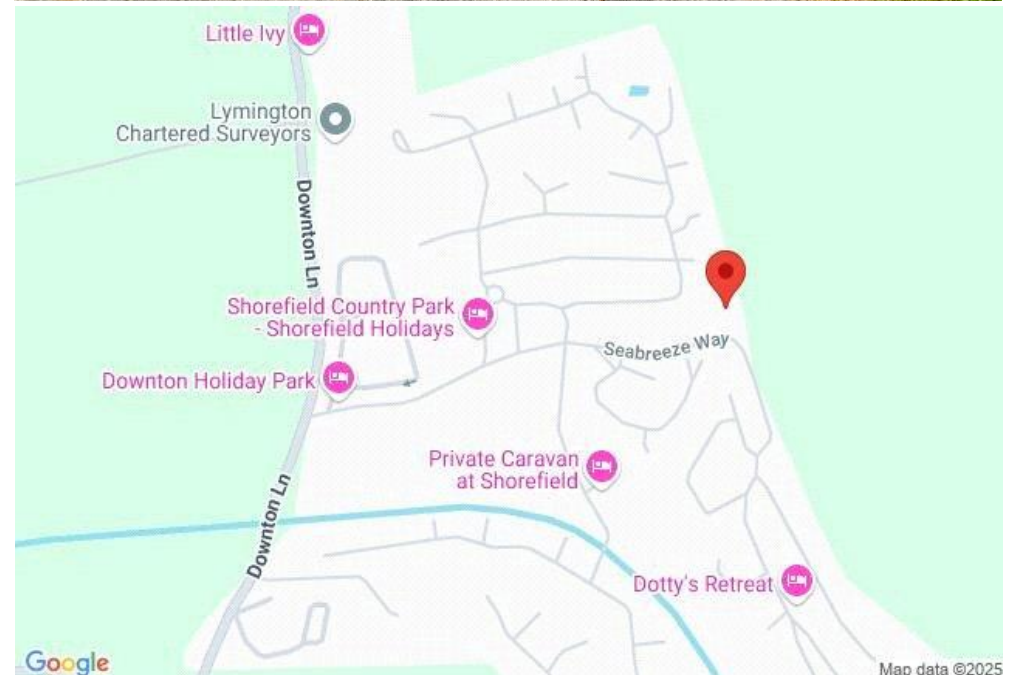 Little Ivy
Lymington
Chartered Surveyors
Downton Ln
Shorefield Country Park
- Shorefield Holidays
Seabreeze Way
Downton Holiday Park
Private Caravan
at Shorefield
Downton Ln
Dotty's Retreat
Google
Map data ©2025